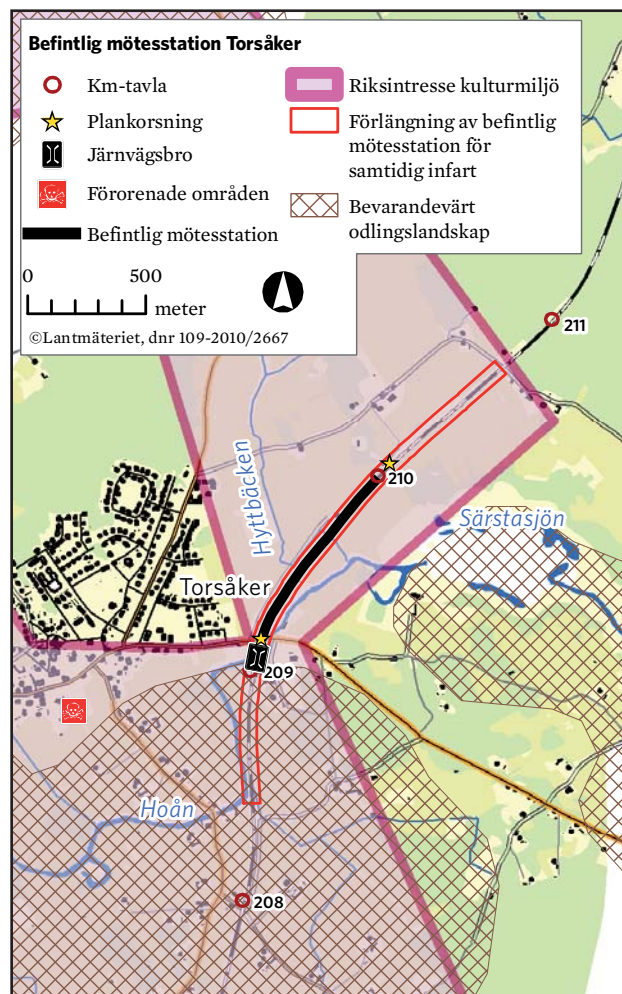 Befintlig mötesstation Torsåker
Km-tavla
Plankorsning
Järnvägsbro
Förorenade områden
Befintlig mötesstation
Riksintresse kulturmiljö
Förlängning av befintlig
mötesstation för
samtidig infart
Bevarandevärt
odlingslandskap
0 500
meter
©Lantmäteriet, dnr 109-2010/2667
211
210
Hyttbäcken
Särstasjön
Torsåker
209
Hoån
208